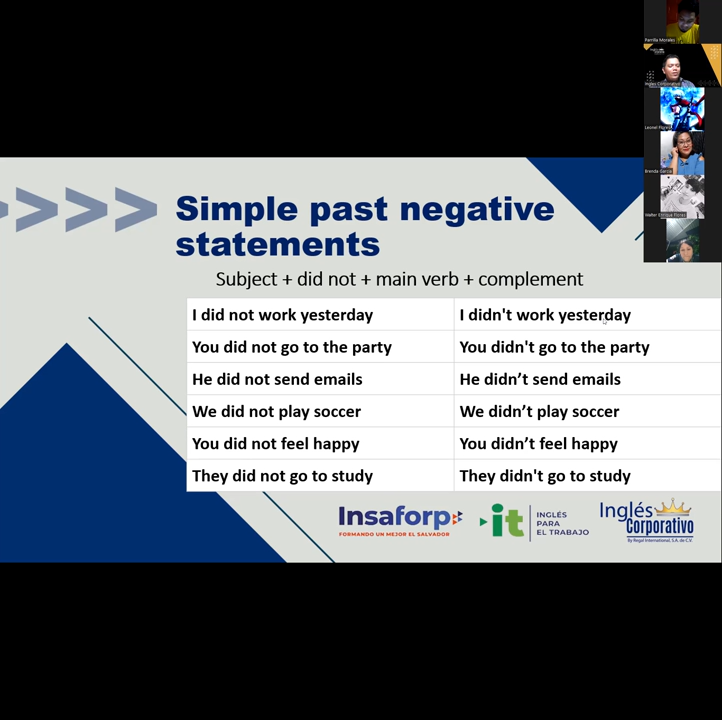 Simple past negative
statements
Subject + did not + main verb + complement
I did not work yesterday
I didn't work yesterday
You did not go to the party
You didn't go to the party
He did not send emails
He didn’t send emails
We did not play soccer
We didn’t play soccer
You did not feel happy
You didn’t feel happy
They did not go to study
They didn't go to study
Insaforp
FORMANDO UN MEJOR EL SALVADOR
it
INGLÉS
PARA
EL TRABAJO
Inglés
Corporativo
By Regal International, S.A. de C.V.
Parrilla Morales
Ingles Corporativo
Leonel
Brenda Garcia
Walter Enrique Flores